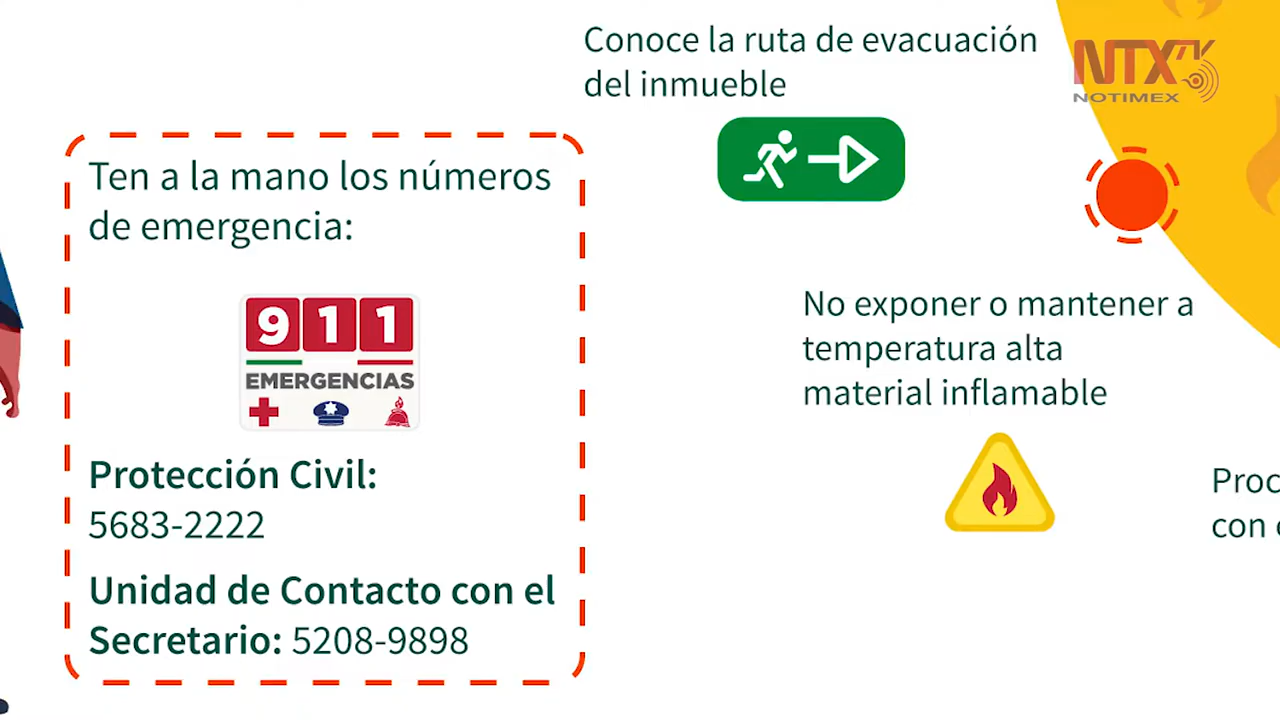 Conoce la ruta de evacuación
del inmueble
NTX TV
NOTIMEX
Ten a la mano los números
de emergencia:
911
EMERGENCIAS
Protección Civil:
5683-2222
Unidad de Contacto con el
Secretario: 5208-9898
No exponer o mantener a
temperatura alta
material inflamable
Proc
con